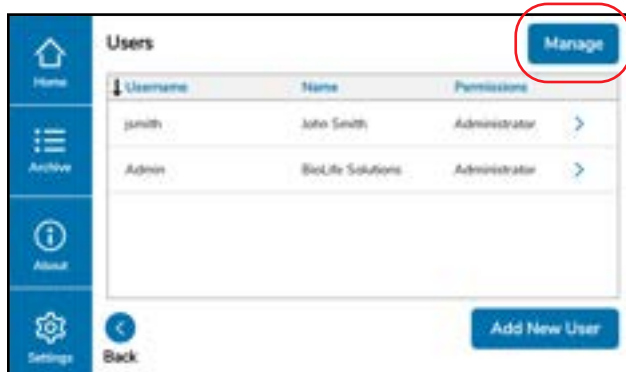 Users
Manage
Home
Username Name Permissions
jsmith John Smith Administrator
Archive
Admin BioLife Solutions Administrator
About
Settings
Back
Add New User